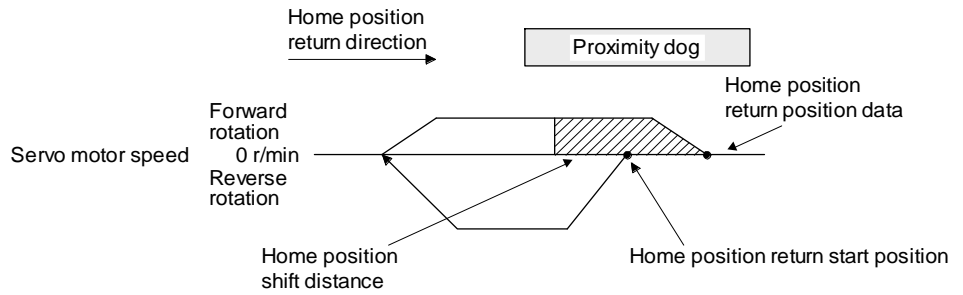 Home position
return direction
Proximity dog
Home position
return position data
Forward
rotation
Servo motor speed 0 r/min
Reverse
rotation
Home position
shift distance
Home position return start position